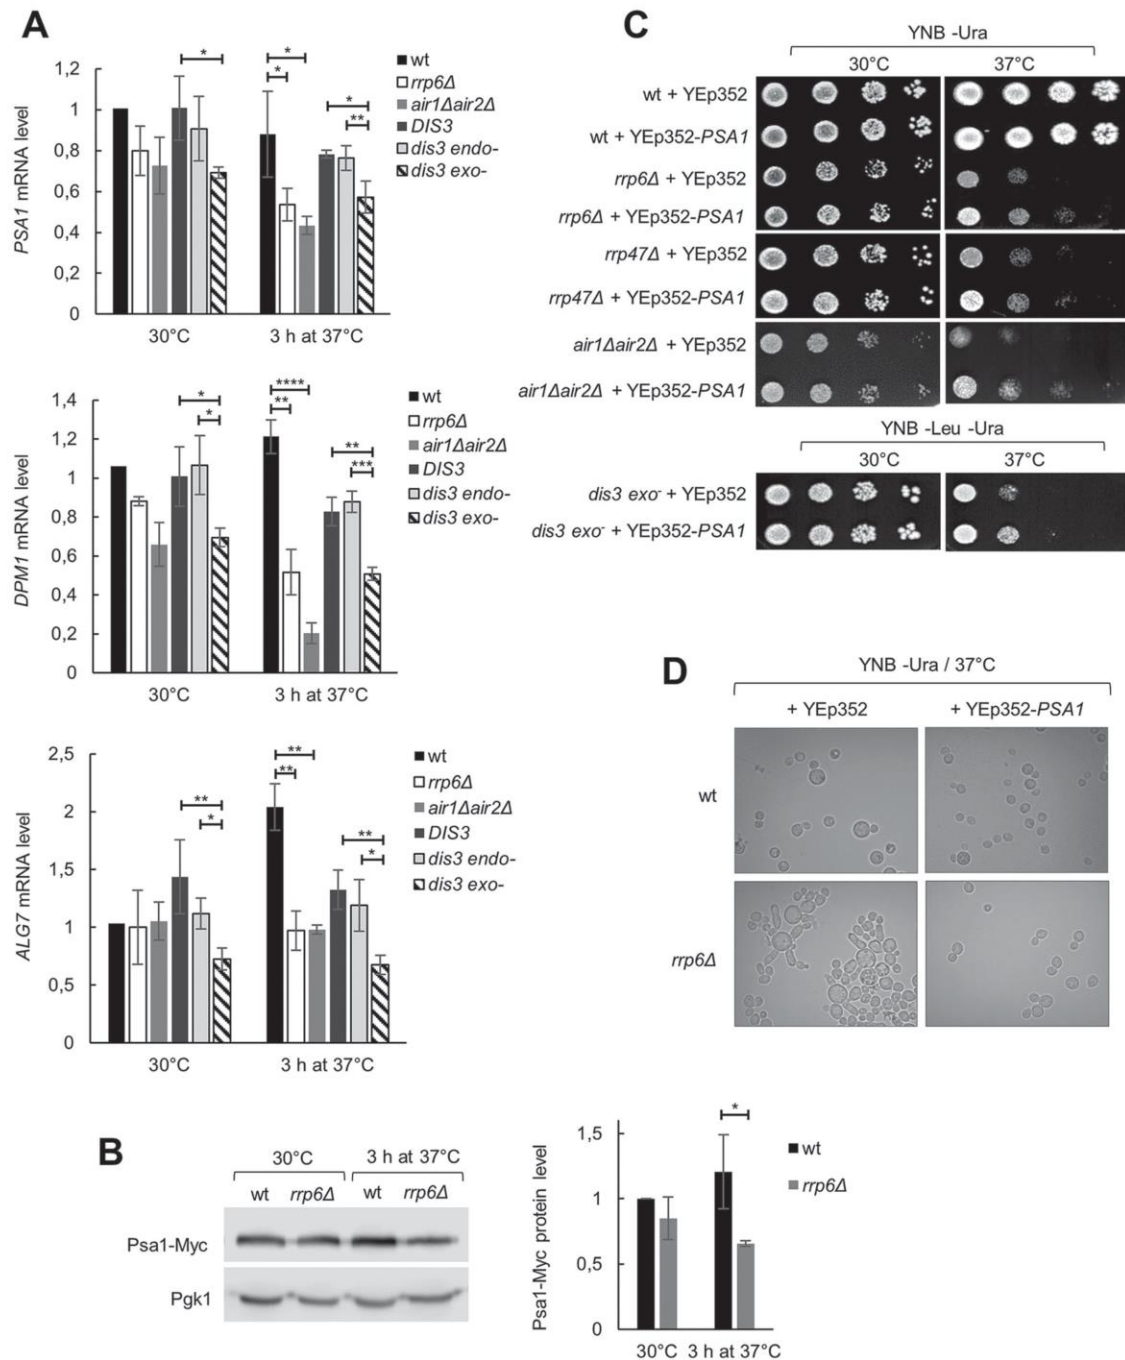 A
PSA1 mRNA level
1,2
1
0,8
0,6
0,4
0,2
0
*
*
*
*
**
30°C
3 h at 37°C
wt
rrp6Δ
air1Δair2Δ
DIS3
dis3 endo-
dis3 exo-
DPM1 mRNA level
1,4
1,2
1
0,8
0,6
0,4
0,2
0
*
*
****
**
**
***
30°C
3 h at 37°C
wt
rrp6Δ
air1Δair2Δ
DIS3
dis3 endo-
dis3 exo-
ALG7 mRNA level
2,5
2
1,5
1
0,5
0
**
*
**
**
**
*
30°C
3 h at 37°C
wt
rrp6Δ
air1Δair2Δ
DIS3
dis3 endo-
dis3 exo-
B
30°C
3 h at 37°C
wt
rrp6Δ
wt
rrp6Δ
Psa1-Myc
Pgk1
Psa1-Myc protein level
1,5
1
0,5
0
*
30°C
3 h at 37°C
wt
rrp6Δ
C
YNB -Ura
30°C
37°C
wt + YEp352
wt + YEp352-PSA1
rrp6Δ + YEp352
rrp6Δ + YEp352-PSA1
rrp47Δ + YEp352
rrp47Δ + YEp352-PSA1
air1Δair2Δ + YEp352
air1Δair2Δ + YEp352-PSA1
YNB -Leu -Ura
30°C
37°C
dis3 exo- + YEp352
dis3 exo- + YEp352-PSA1
D
YNB -Ura / 37°C
+ YEp352
+ YEp352-PSA1
wt
rrp6Δ